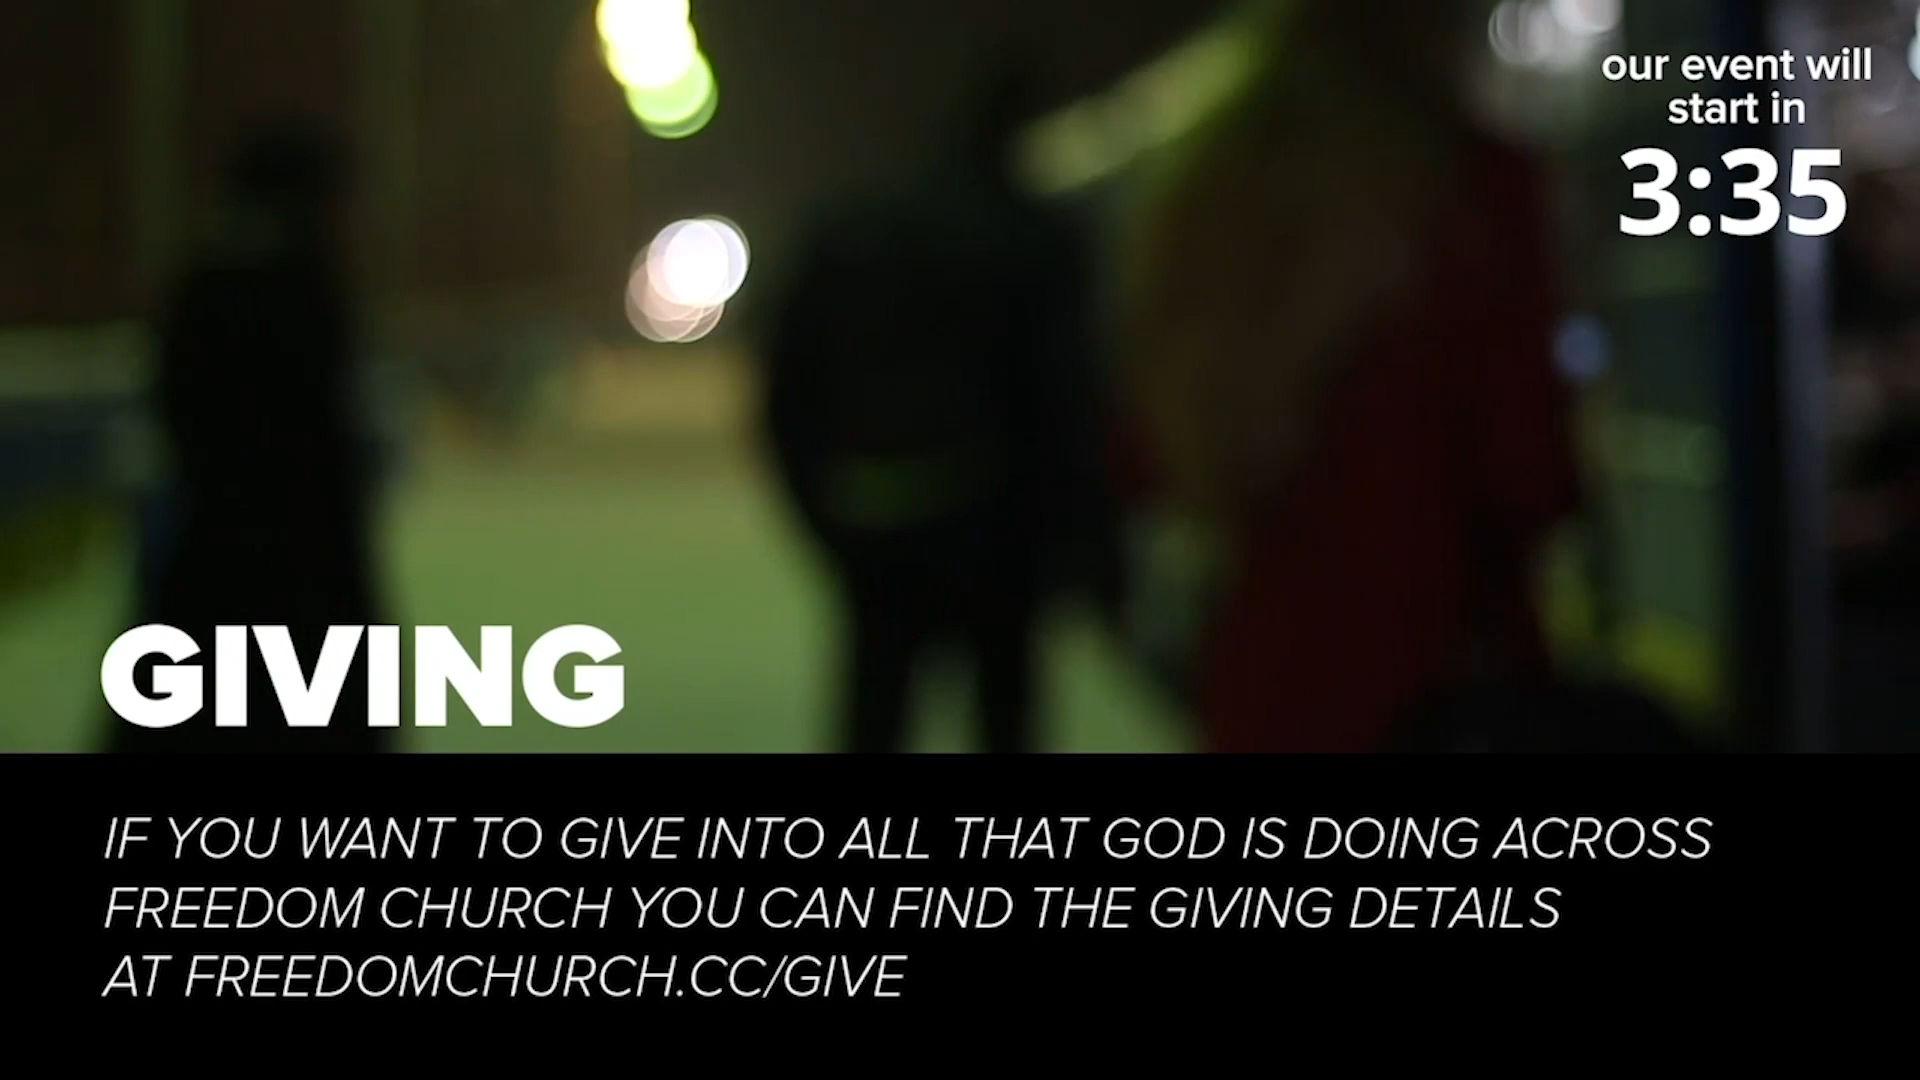 our event will
start in
3:35
GIVING
IF YOU WANT TO GIVE INTO ALL THAT GOD IS DOING ACROSS
FREEDOM CHURCH YOU CAN FIND THE GIVING DETAILS
AT FREEDOMCHURCH.CC/GIVE